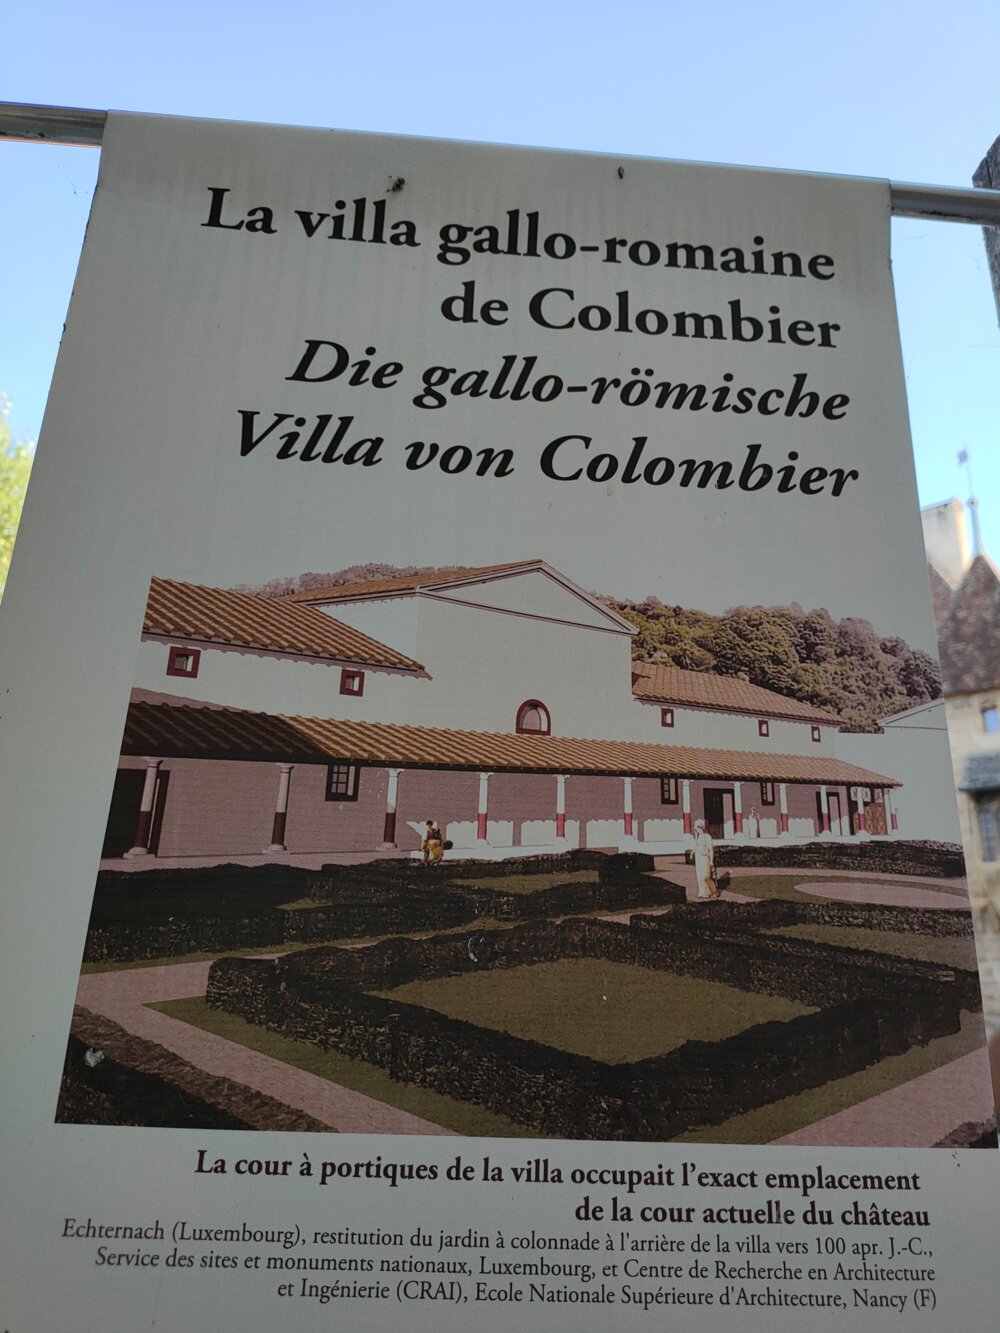 La villa gallo-romaine
de Colombier
Die gallo-römische
Villa von Colombier
La cour à portiques de la villa occupait l'exact emplacement
de la cour actuelle du château
Echternach (Luxembourg), restitution du jardin à colonnade à l'arrière de la villa vers 100 apr. J.-C.,
Service des sites et monuments nationaux, Luxembourg, et Centre de Recherche en Architecture
et Ingénierie (CRAI), Ecole Nationale Supérieure d'Architecture, Nancy (F)